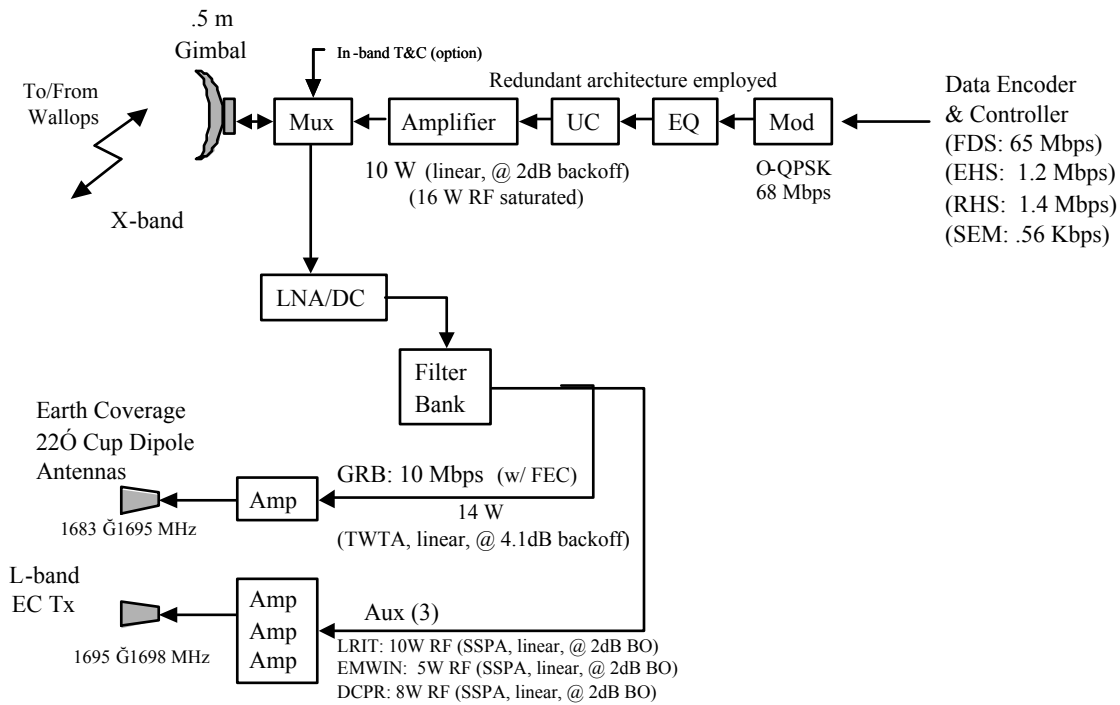 .5 m
Gimbal
In-band T&C (option)
To/From
Wallops
X-band
Redundant architecture employed
Mux
Amplifier
UC
EQ
Mod
10 W (linear, @ 2dB backoff)
(16 W RF saturated)
O-QPSK
68 Mbps
Data Encoder
& Controller
(FDS: 65 Mbps)
(EHS: 1.2 Mbps)
(RHS: 1.4 Mbps)
(SEM: .56 Kbps)
LNA/DC
Filter
Bank
Earth Coverage
22Ó Cup Dipole
Antennas
1683 Ğ1695 MHz
Amp
GRB: 10 Mbps (w/ FEC)
14 W
(TWTA, linear, @ 4.1dB backoff)
L-band
EC Tx
1695 Ğ1698 MHz
Amp
Amp
Amp
Aux (3)
LRIT: 10W RF (SSPA, linear, @ 2dB BO)
EMWIN: 5W RF (SSPA, linear, @ 2dB BO)
DCPR: 8W RF (SSPA, linear, @ 2dB BO)